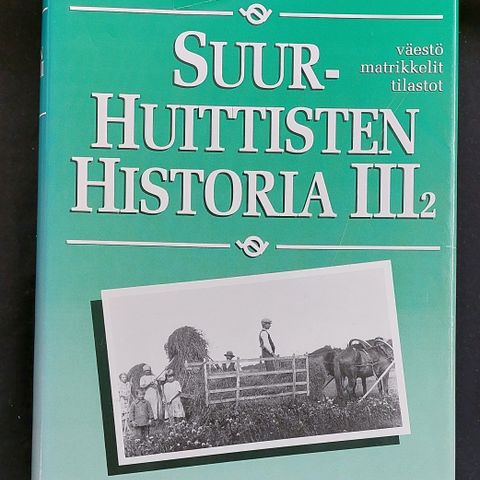 SUUR-
HUITTISTEN
HISTORIA III2
väestö
matrikkelit
tilastot